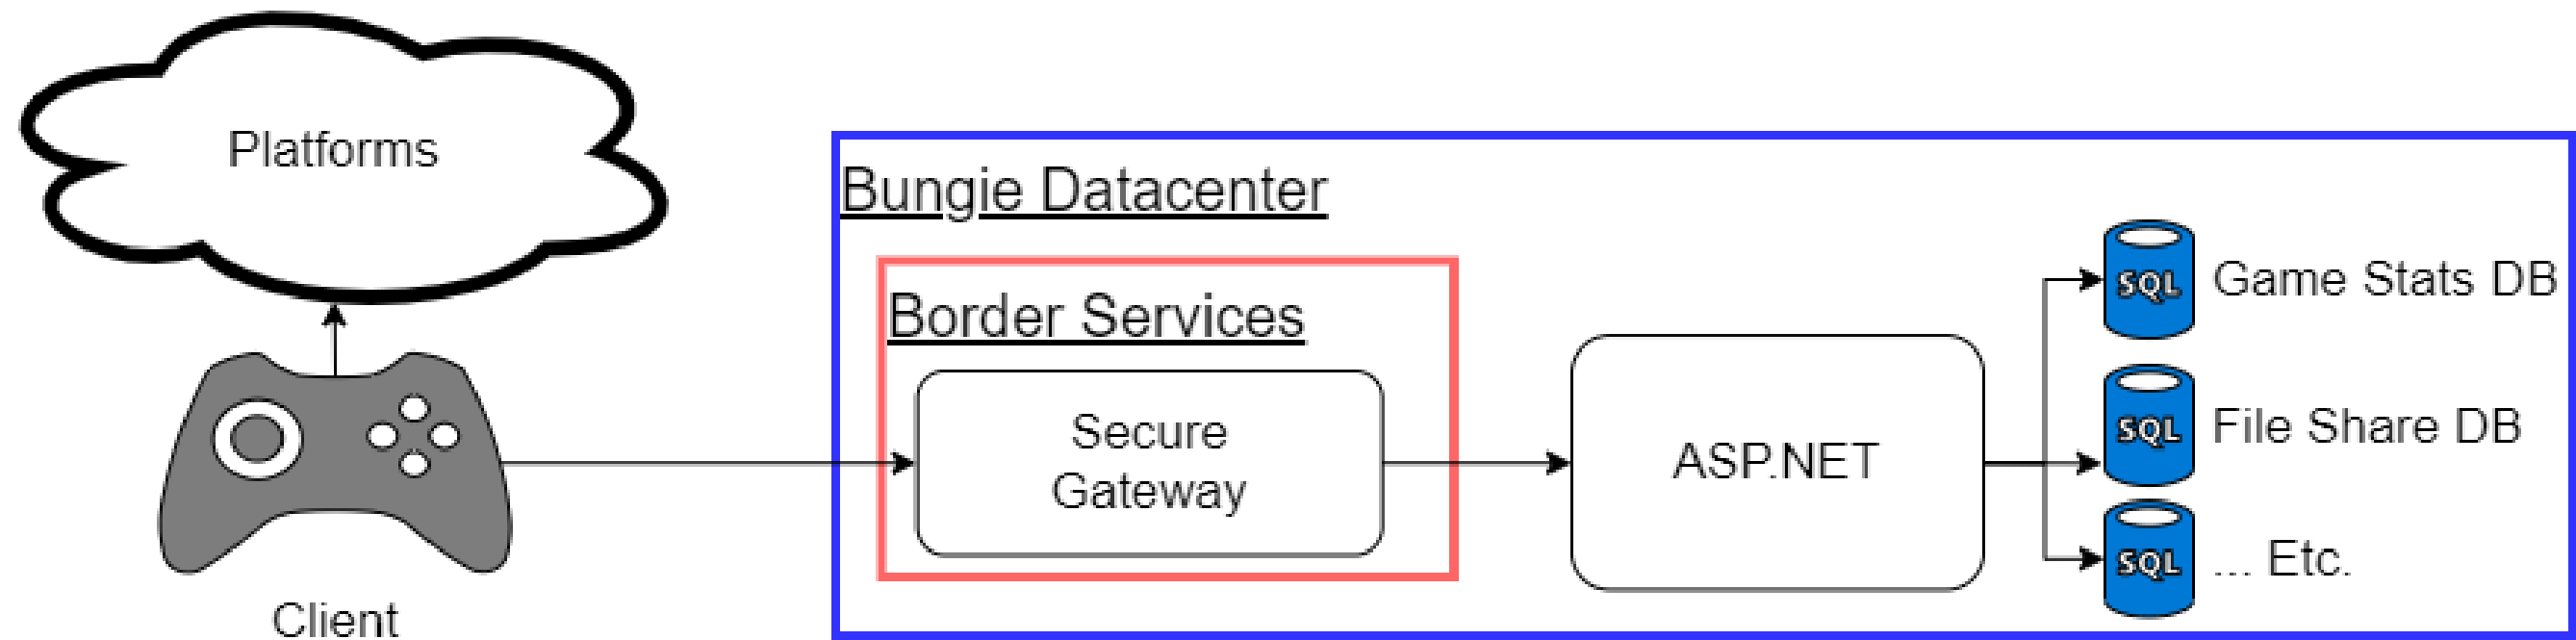 Platforms
Client
Bungie Datacenter
Border Services
Secure
Gateway
ASP.NET
SQL
Game Stats DB
SQL
File Share DB
SQL
... Etc.